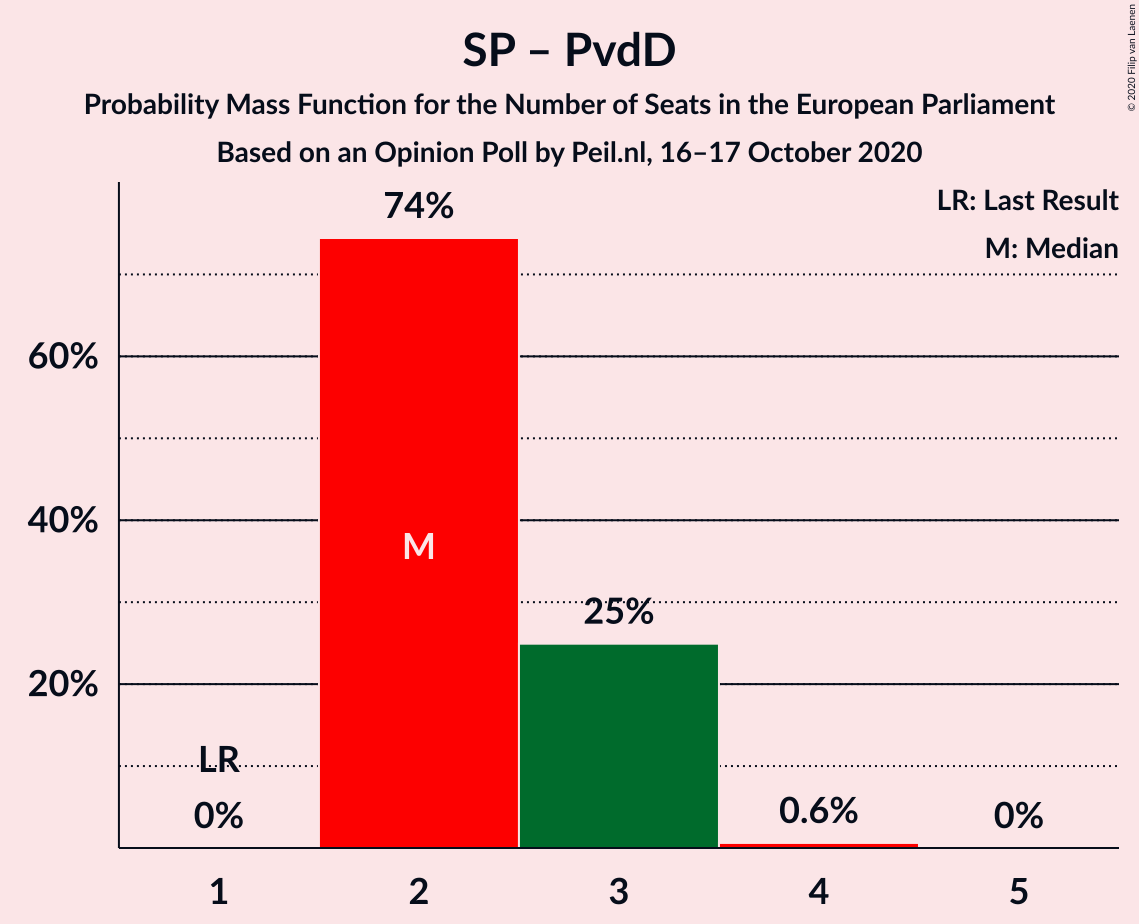 SP – PvdD
Probability Mass Function for the Number of Seats in the European Parliament
Based on an Opinion Poll by Peil.nl, 16–17 October 2020
© 2020 Filip van Laenen
LR: Last Result
M: Median
74%
60%
40%
M
25%
20%
LR
0%
0.6%
0%
1
2
3
4
5